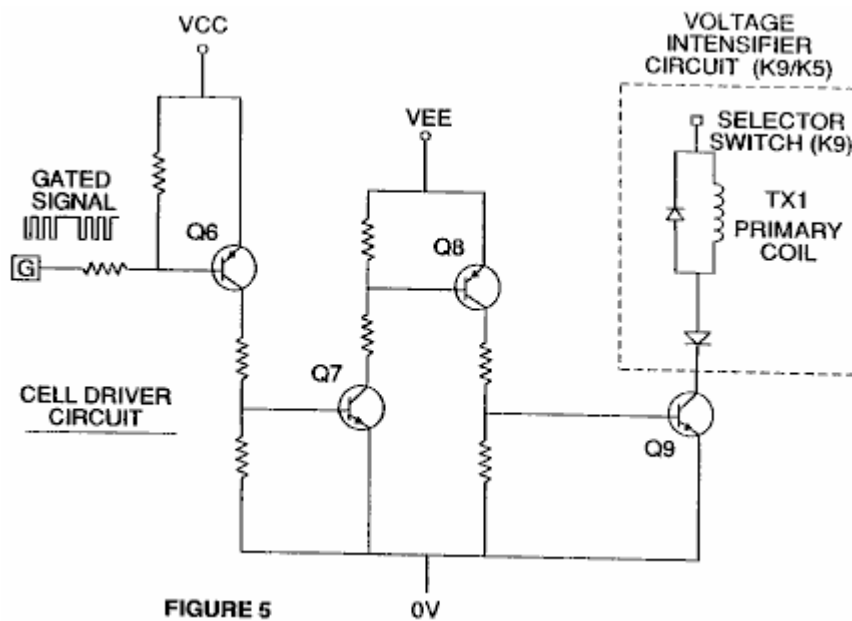 VCC
VOLTAGE
INTENSIFIER
CIRCUIT (K9/K5)
VEE
SELECTOR
SWITCH (K9)
GATED
SIGNAL
Q6
Q8
TX1
PRIMARY
COIL
G
Q7
CELL DRIVER
CIRCUIT
Q9
FIGURE 5
0V